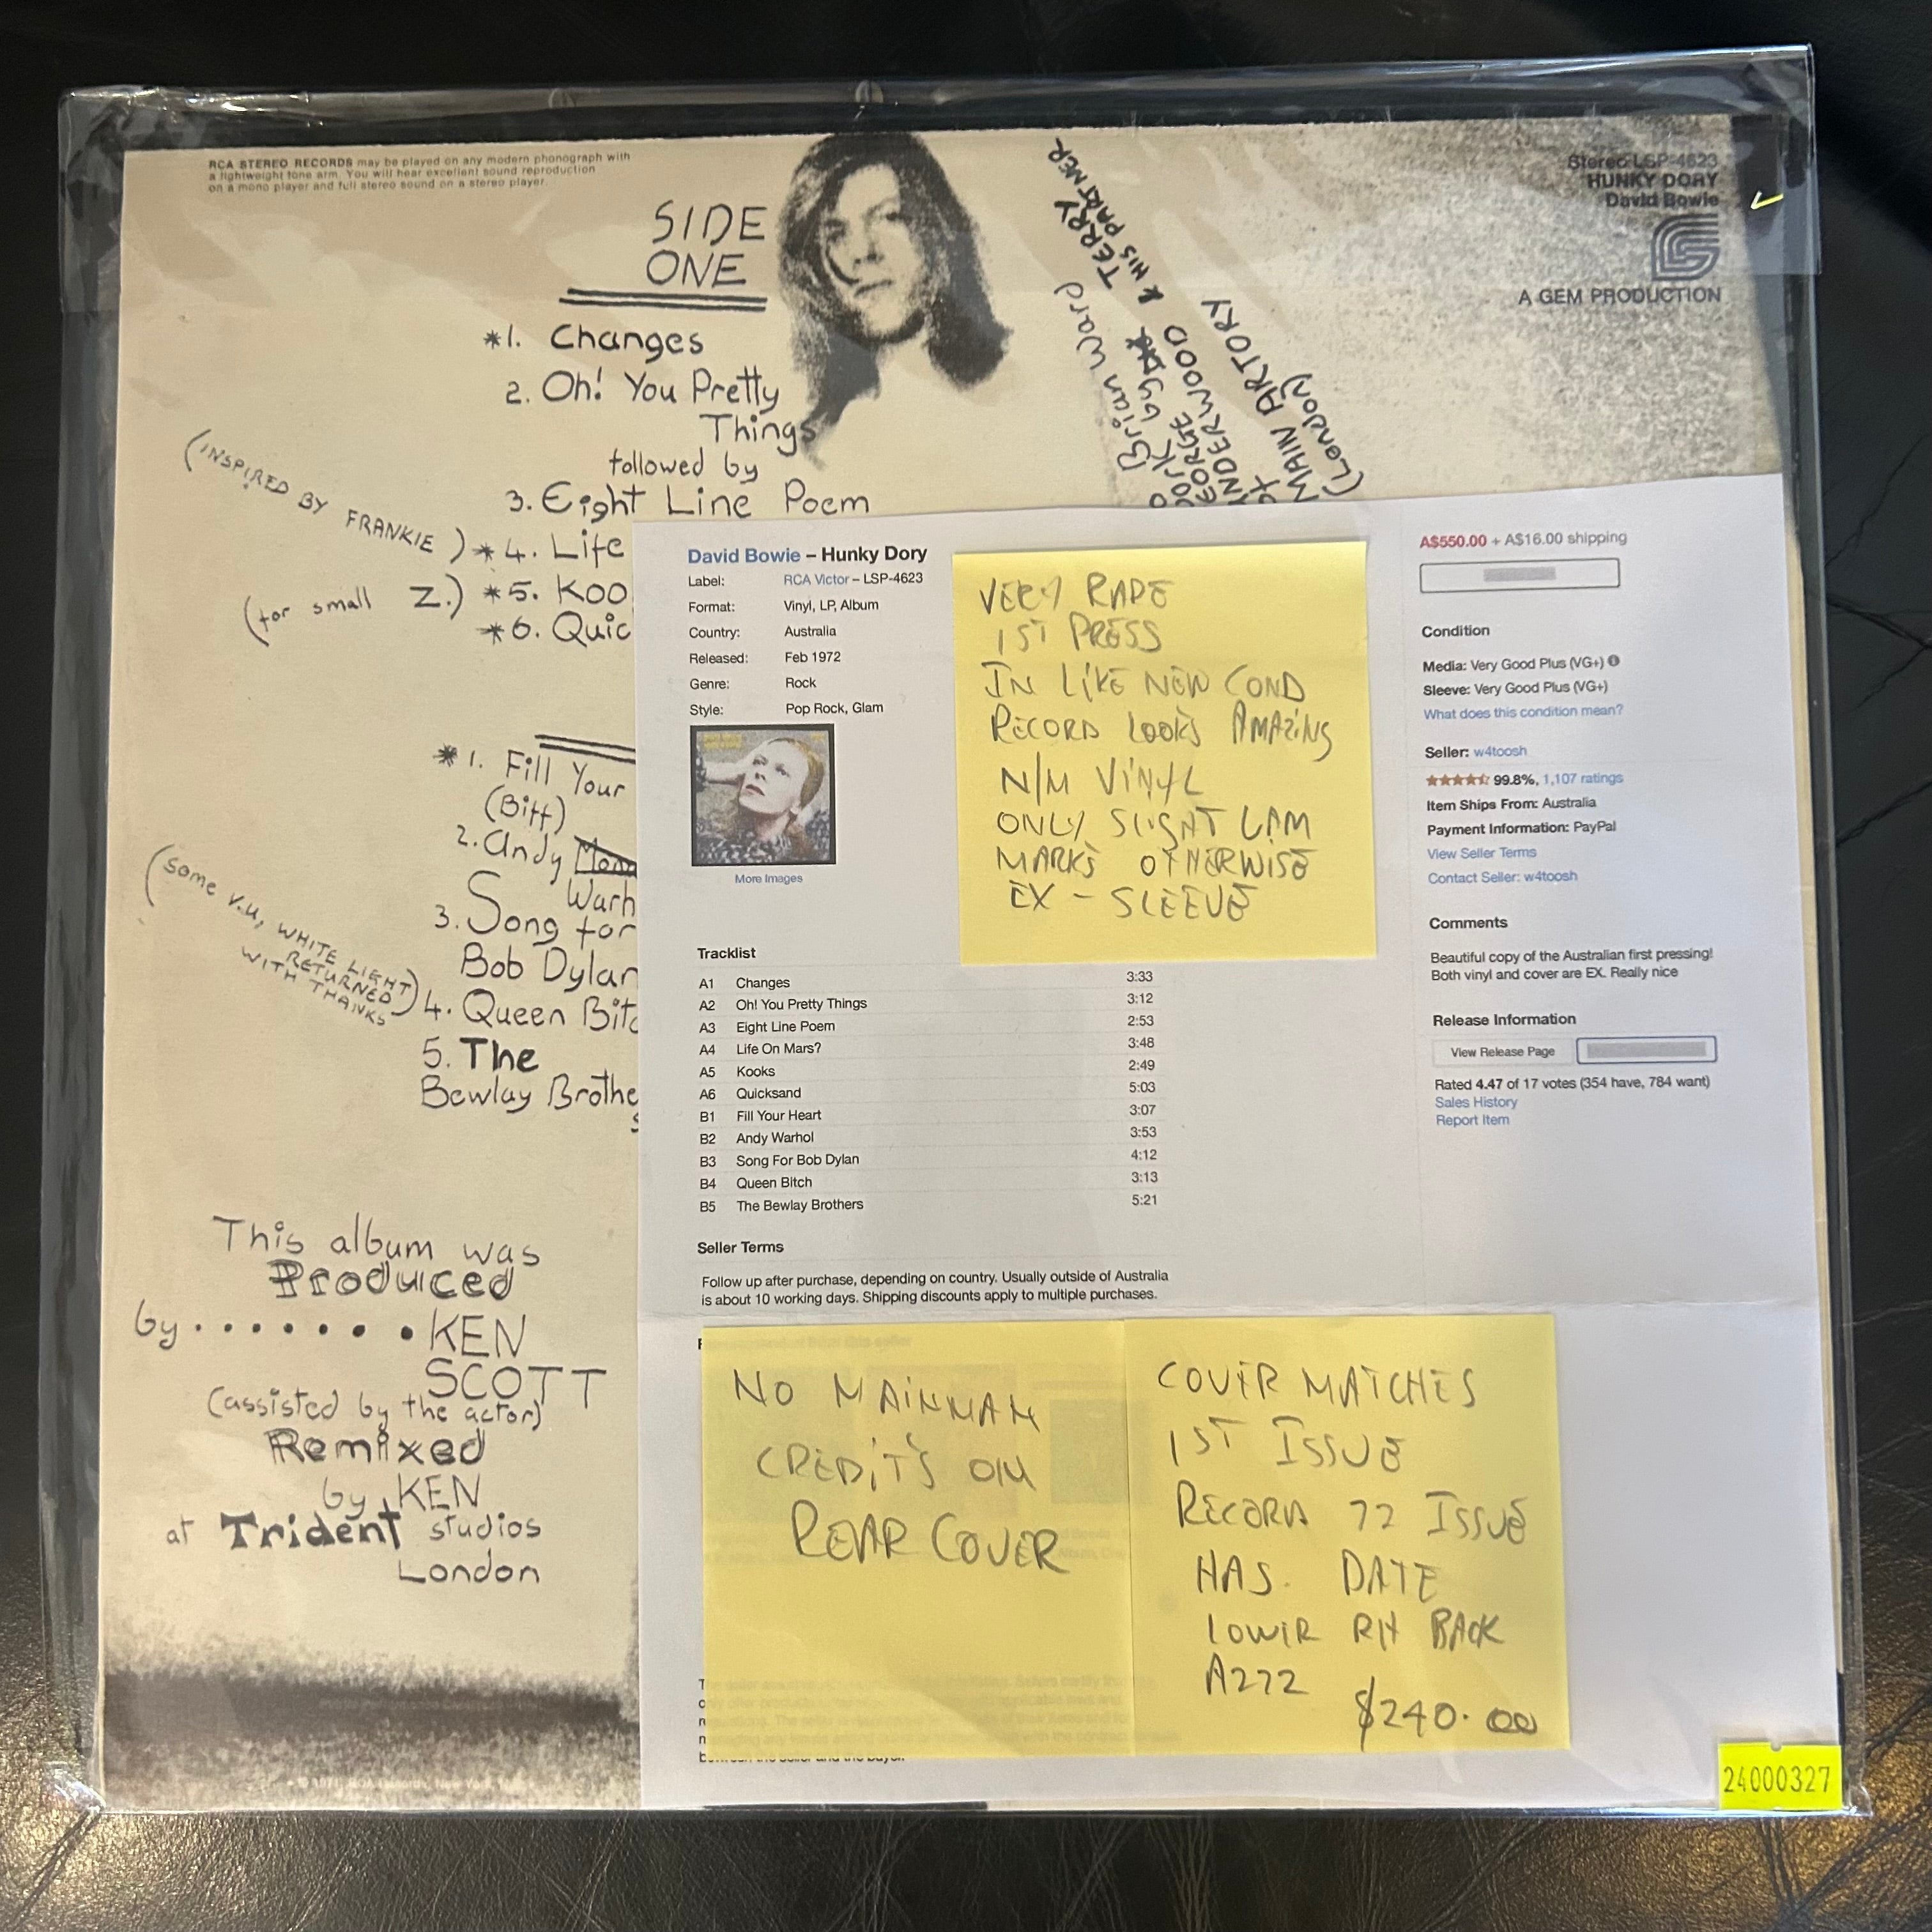 RCA STEREO RECORDS may be played on any modern phonograph with
a lightweight tone arm. You will hear excellent sound reproduction
on a mono player and full stereo sound on a stereo player.
SIDE
ONE
*1. Changes
2. Oh! You Pretty
Things
followed by
3. Eight Line Poem
(INSPIRED BY FRANKIE) *4. Life
(for small Z.) *5. Koo
*6. Quic
*1. Fill Your
(Biff)
2. Andy
Warh
3. Song for
Bob Dylan
(some V.U, WHITE LIGHT
RETURNED
WITH THANKS)
4. Queen Bitc
5. The
Bewlay Brothe
s
This album was
Produced
by.......KEN
SCOTT
(assisted by the actor)
Remixed
by KEN
at Trident studios
London
TERRY
& HIS PARTNER
Brian Ward
GEORGE
UNDERWOOD
MAIN ARTORY
(London)
Stereo LSP-4623
HUNKY DORY
David Bowie
A GEM PRODUCTION
David Bowie – Hunky Dory
Label: RCA Victor – LSP-4623
Format: Vinyl, LP, Album
Country: Australia
Released: Feb 1972
Genre: Rock
Style: Pop Rock, Glam
More Images
VERY RARE
1ST PRESS
IN LIKE NEW COND
RECORD LOOKS AMAZING
N/M VINYL
ONLY SLIGHT LAM
MARKS OTHERWISE
EX - SLEEVE
A$550.00 + A$16.00 shipping
Condition
Media: Very Good Plus (VG+)
Sleeve: Very Good Plus (VG+)
What does this condition mean?
Seller: w4toosh
99.8%, 1,107 ratings
Item Ships From: Australia
Payment Information: PayPal
View Seller Terms
Contact Seller: w4toosh
Comments
Beautiful copy of the Australian first pressing!
Both vinyl and cover are EX. Really nice
Release Information
View Release Page
Rated 4.47 of 17 votes (354 have, 784 want)
Sales History
Report Item
Tracklist
A1 Changes 3:33
A2 Oh! You Pretty Things 3:12
A3 Eight Line Poem 2:53
A4 Life On Mars? 3:48
A5 Kooks 2:49
A6 Quicksand 5:03
B1 Fill Your Heart 3:07
B2 Andy Warhol 3:53
B3 Song For Bob Dylan 4:12
B4 Queen Bitch 3:13
B5 The Bewlay Brothers 5:21
Seller Terms
Follow up after purchase, depending on country. Usually outside of Australia
is about 10 working days. Shipping discounts apply to multiple purchases.
NO MAINMAN
CREDITS ON
REAR COVER
COVER MATCHES
1ST ISSUE
RECORD 72 ISSUE
HAS. DATE
LOWER RH BACK
A272
$240.00
24000327